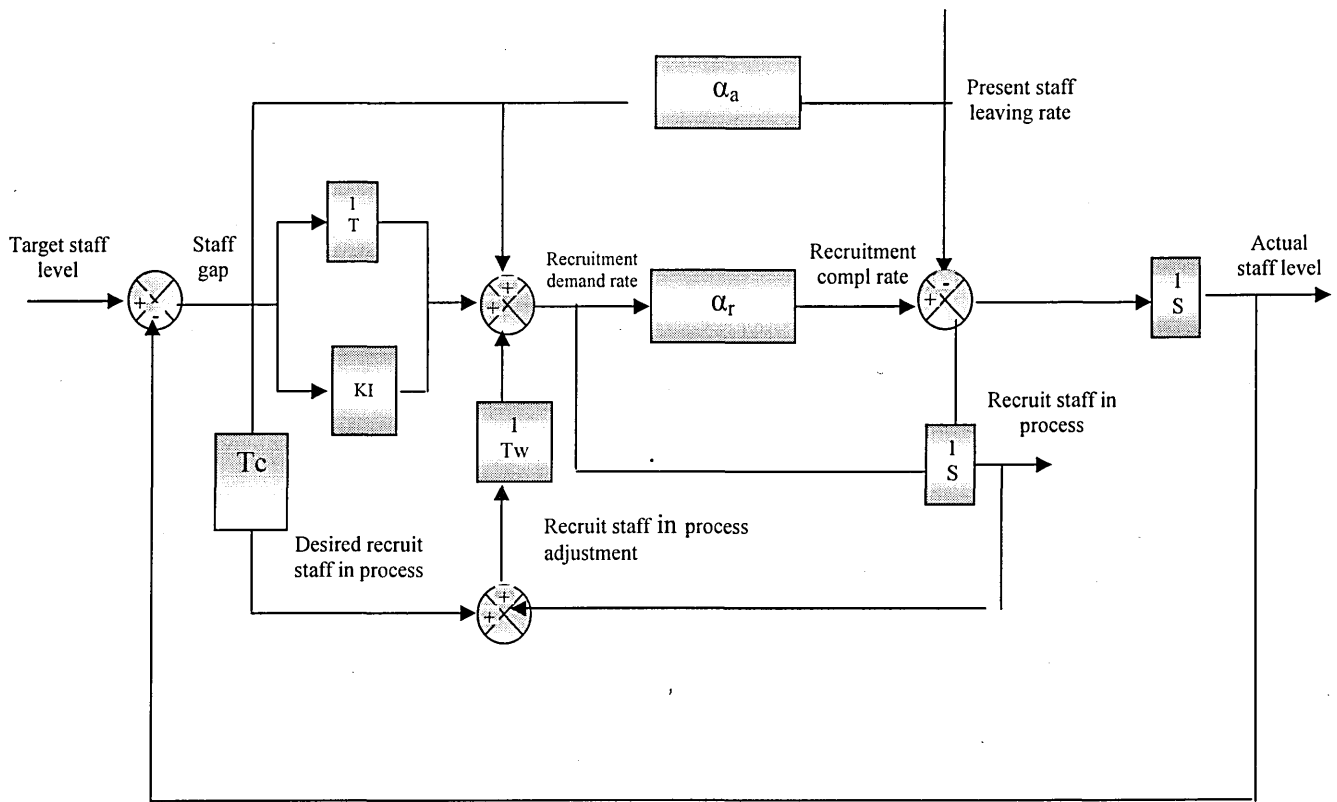 αa
Present staff
leaving rate
1
T
Target staff
level
Staff
gap
Recruitment
demand rate
Recruitment
compl rate
Actual
staff level
+
-
+
+
αr
+
-
1
S
KI
1
Tw
Recruit staff in
process
1
S
Tc
Desired recruit
staff in process
Recruit staff in process
adjustment
+
+